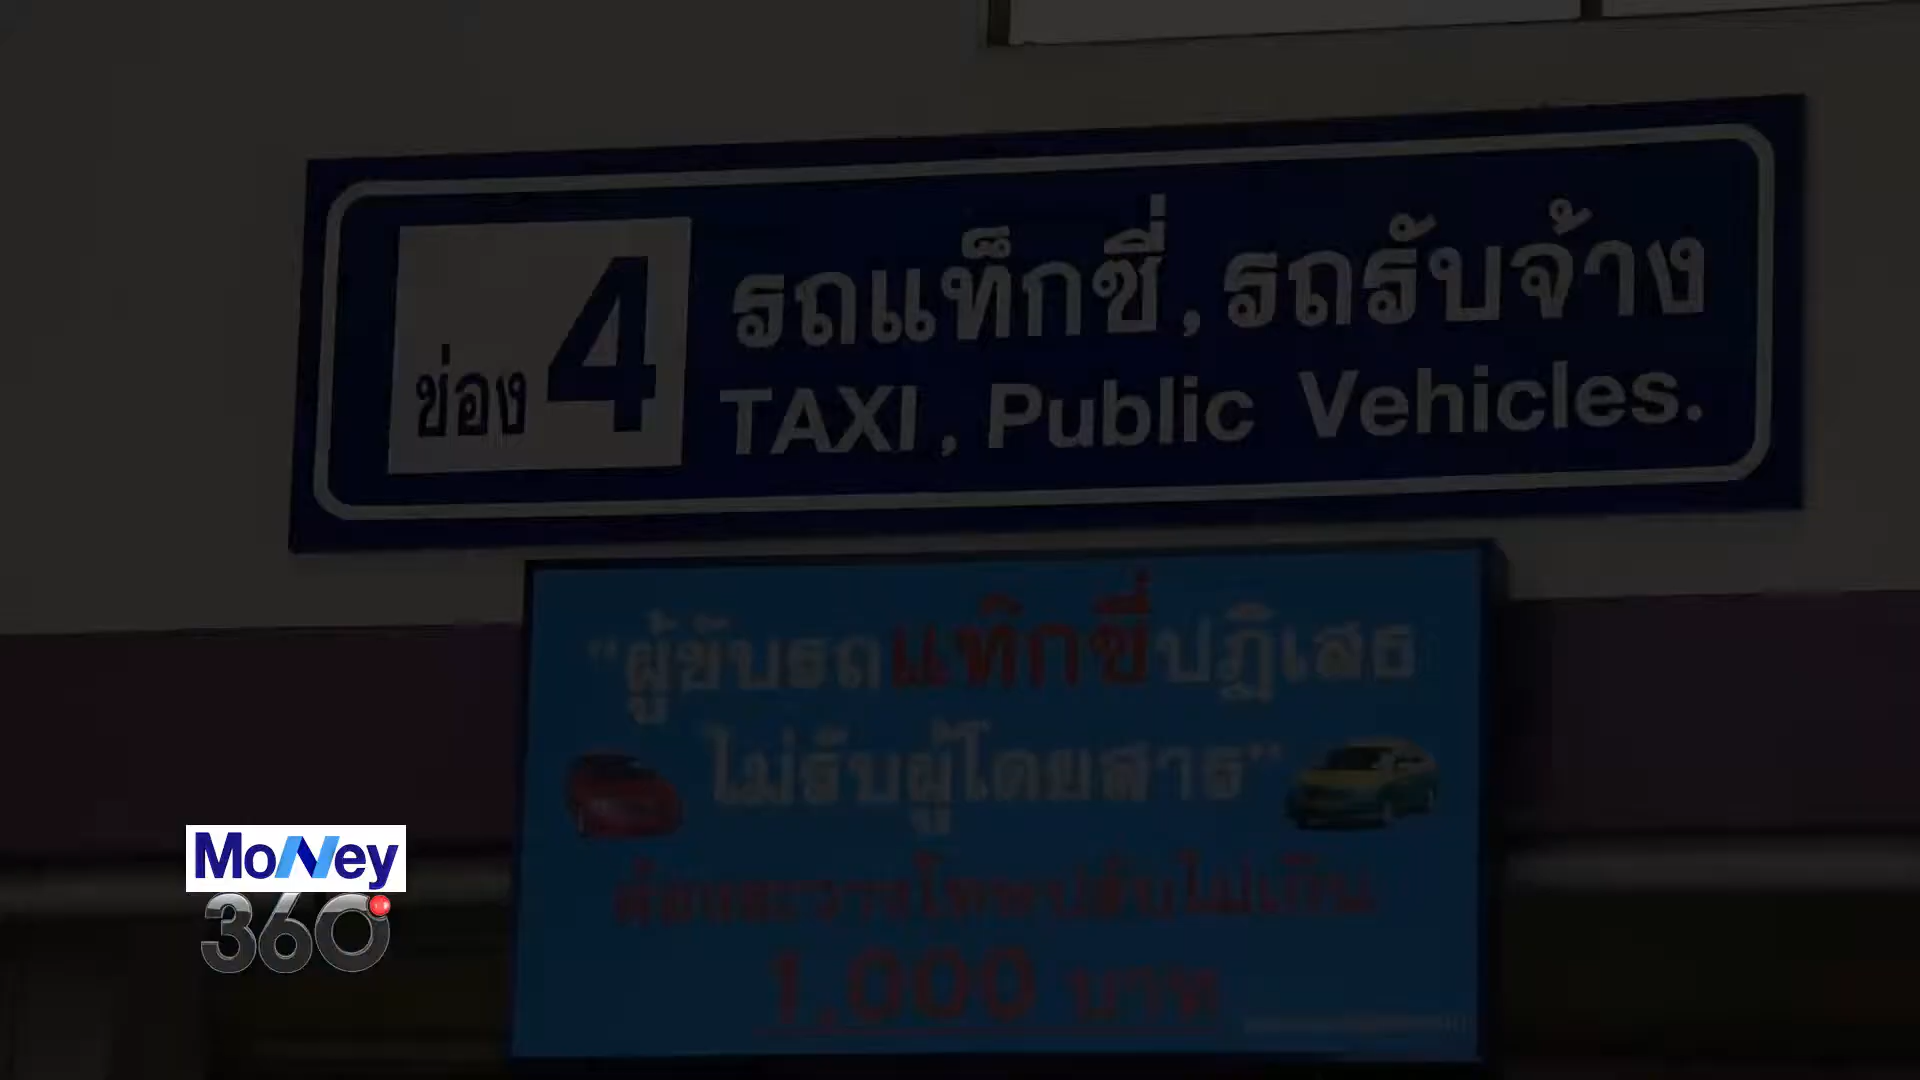 ช่อง 4
รถแท็กซี่, รถรับจ้าง
TAXI, Public Vehicles.
"ผู้ขับรถแท็กซี่ปฏิเสธ
ไม่รับผู้โดยสาร"
ต้องระวางโทษปรับไม่เกิน
1,000 บาท
Money
360